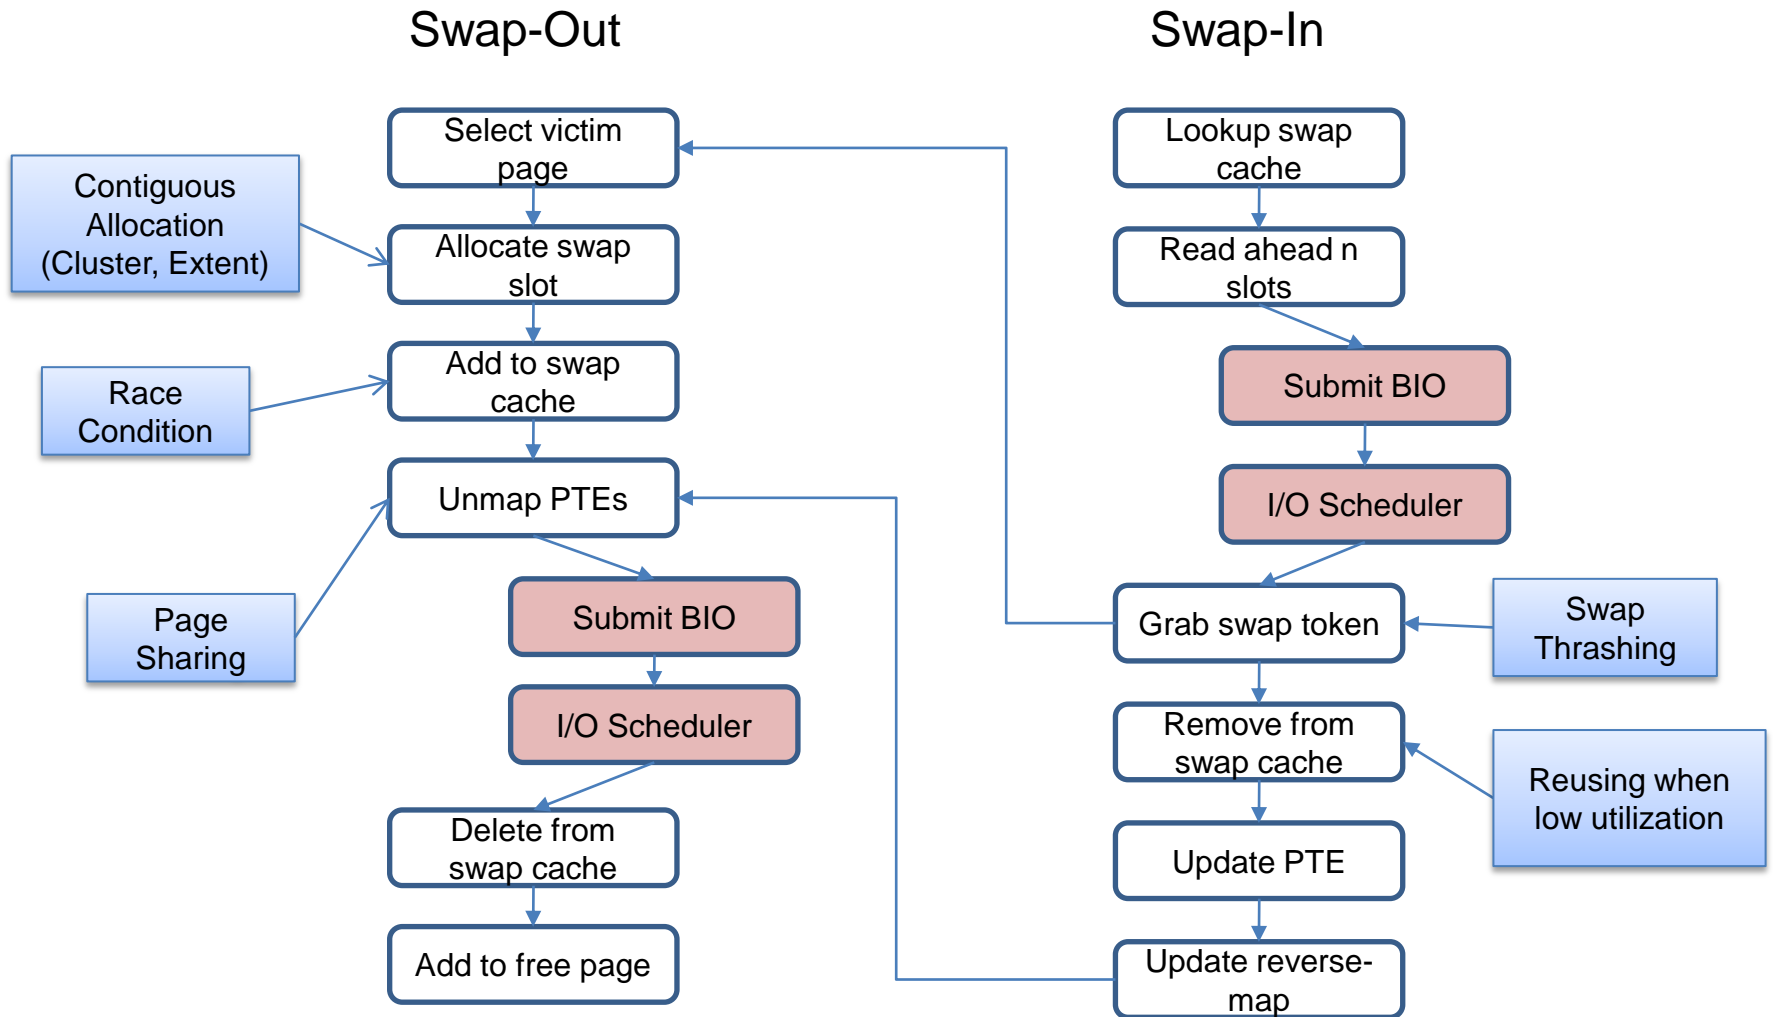 Swap-Out
Swap-In
Select victim
page
Allocate swap
slot
Add to swap
cache
Unmap PTEs
Submit BIO
I/O Scheduler
Delete from
swap cache
Add to free page
Contiguous
Allocation
(Cluster, Extent)
Race
Condition
Page
Sharing
Lookup swap
cache
Read ahead n
slots
Submit BIO
I/O Scheduler
Grab swap token
Remove from
swap cache
Update PTE
Update reverse-
map
Swap
Thrashing
Reusing when
low utilization